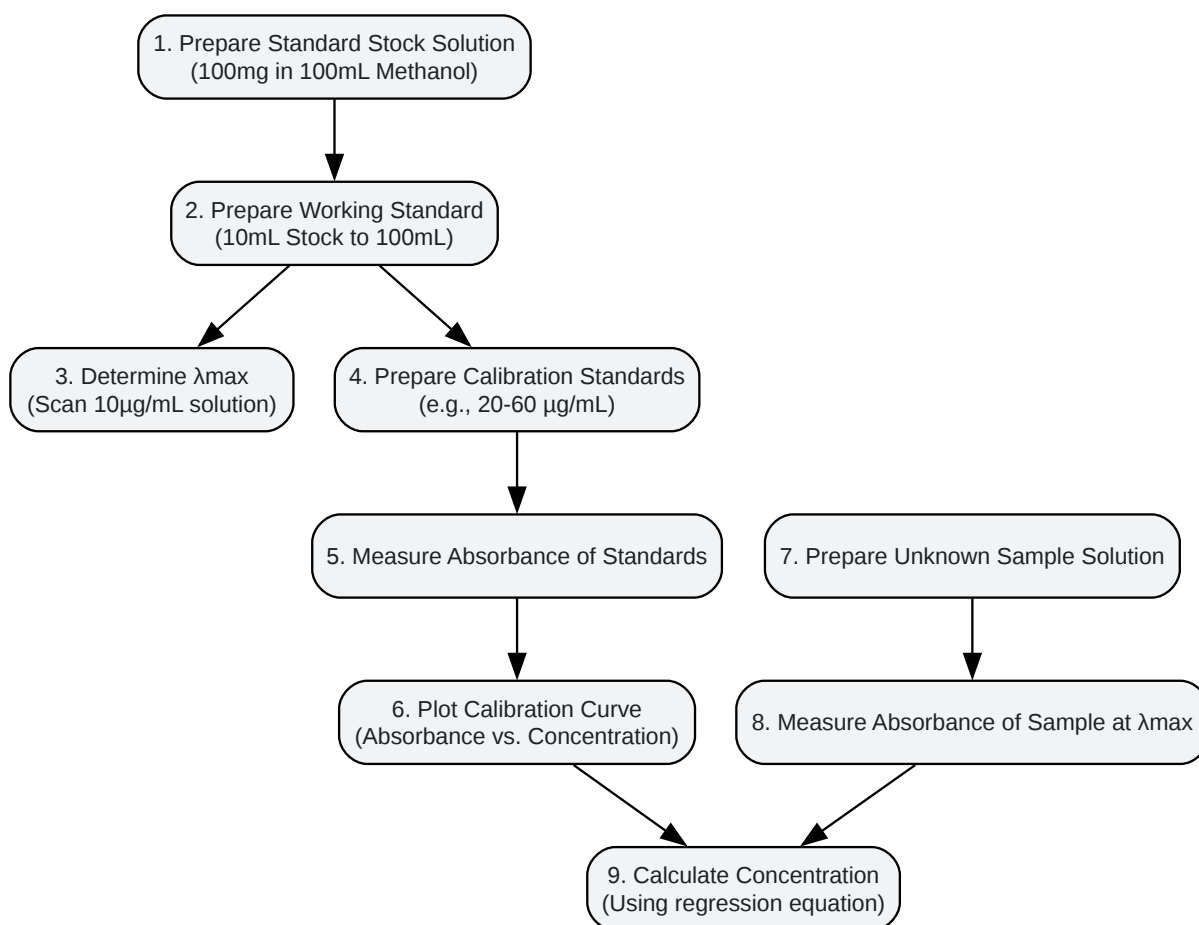 1. Prepare Standard Stock Solution
(100mg in 100mL Methanol)
2. Prepare Working Standard
(10mL Stock to 100mL)
3. Determine λmax
(Scan 10µg/mL solution)
4. Prepare Calibration Standards
(e.g., 20-60 µg/mL)
5. Measure Absorbance of Standards
7. Prepare Unknown Sample Solution
6. Plot Calibration Curve
(Absorbance vs. Concentration)
8. Measure Absorbance of Sample at λmax
9. Calculate Concentration
(Using regression equation)